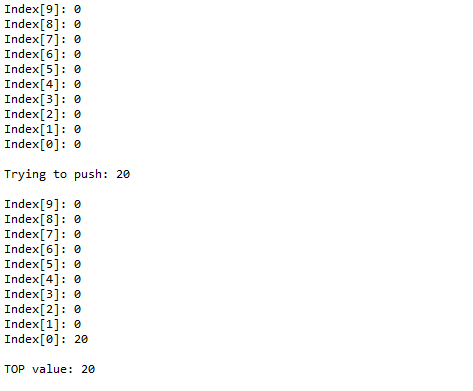 Index[9]: 0
Index[8]: 0
Index[7]: 0
Index[6]: 0
Index[5]: 0
Index[4]: 0
Index[3]: 0
Index[2]: 0
Index[1]: 0
Index[0]: 0
Trying to push: 20
Index[9]: 0
Index[8]: 0
Index[7]: 0
Index[6]: 0
Index[5]: 0
Index[4]: 0
Index[3]: 0
Index[2]: 0
Index[1]: 0
Index[0]: 20
TOP value: 20